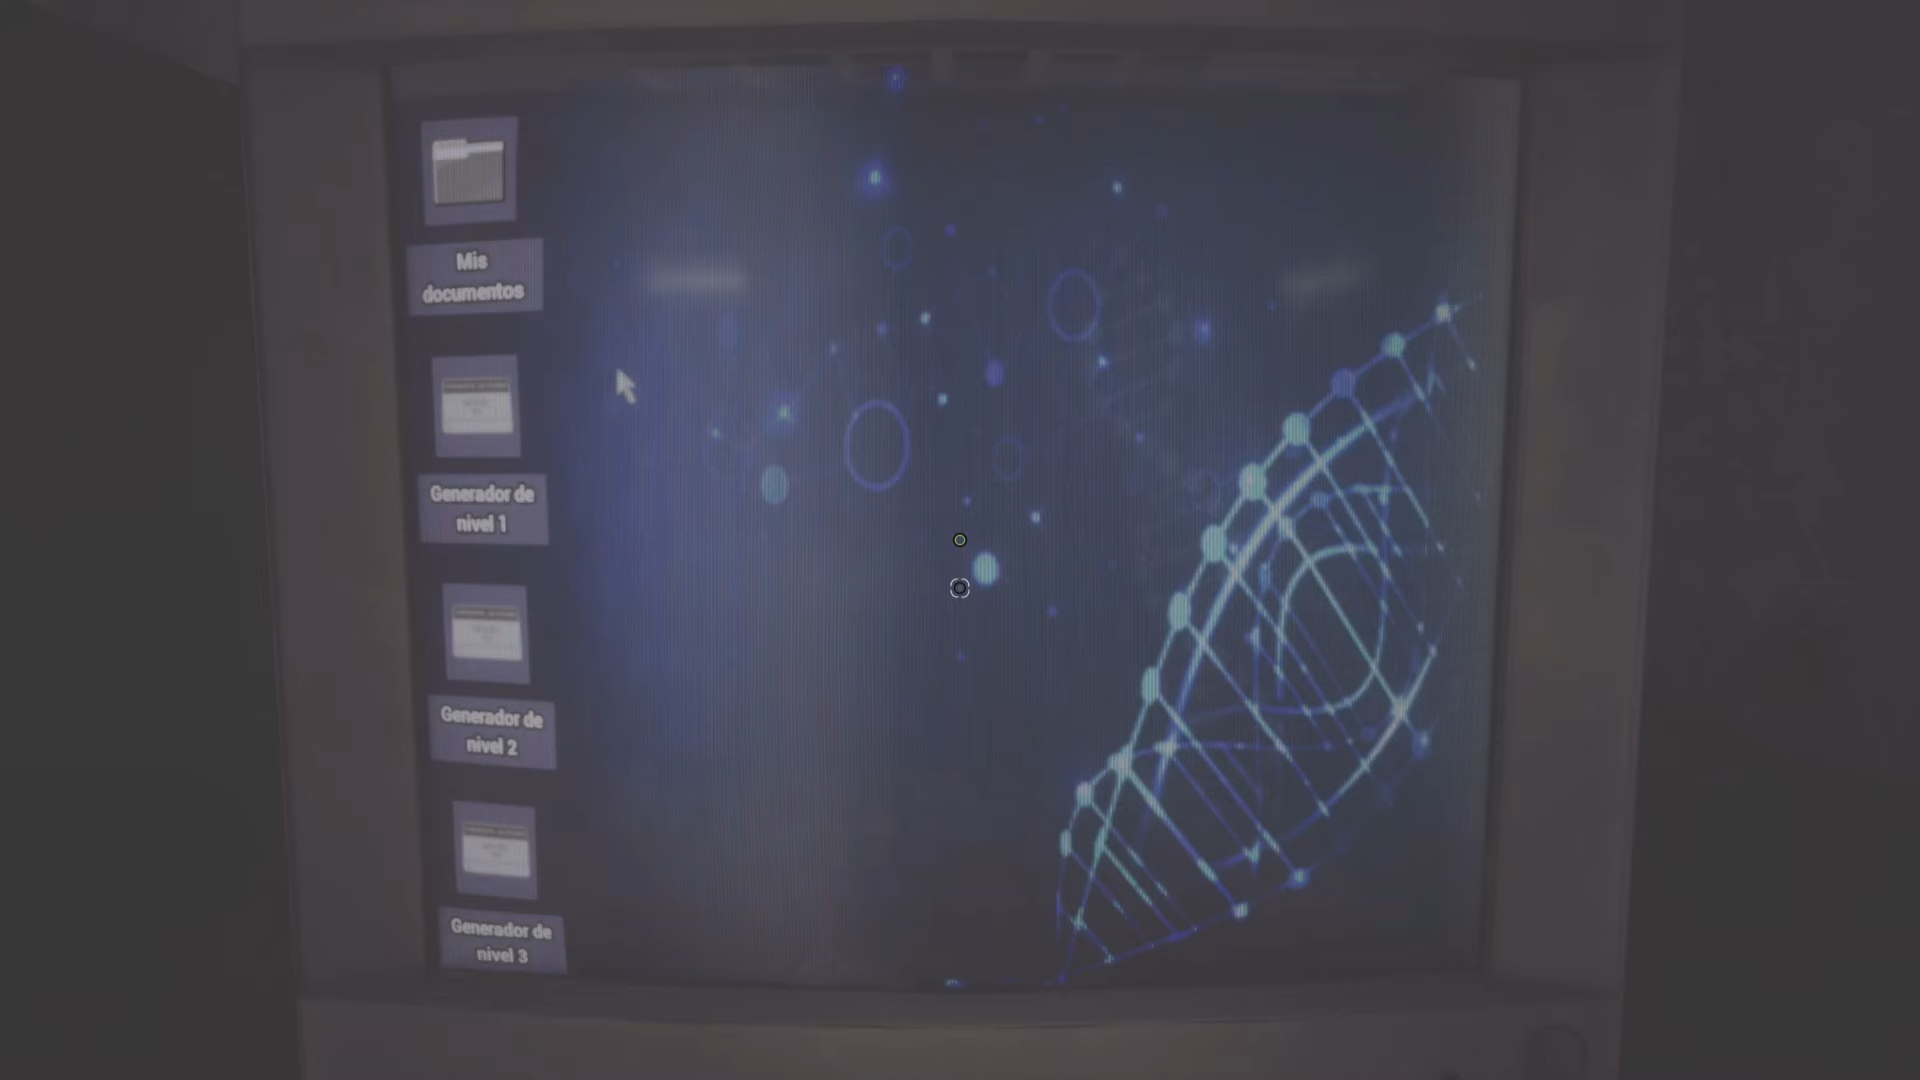 Mis
documentos
Generador de
nivel 1
Generador de
nivel 2
Generador de
nivel 3